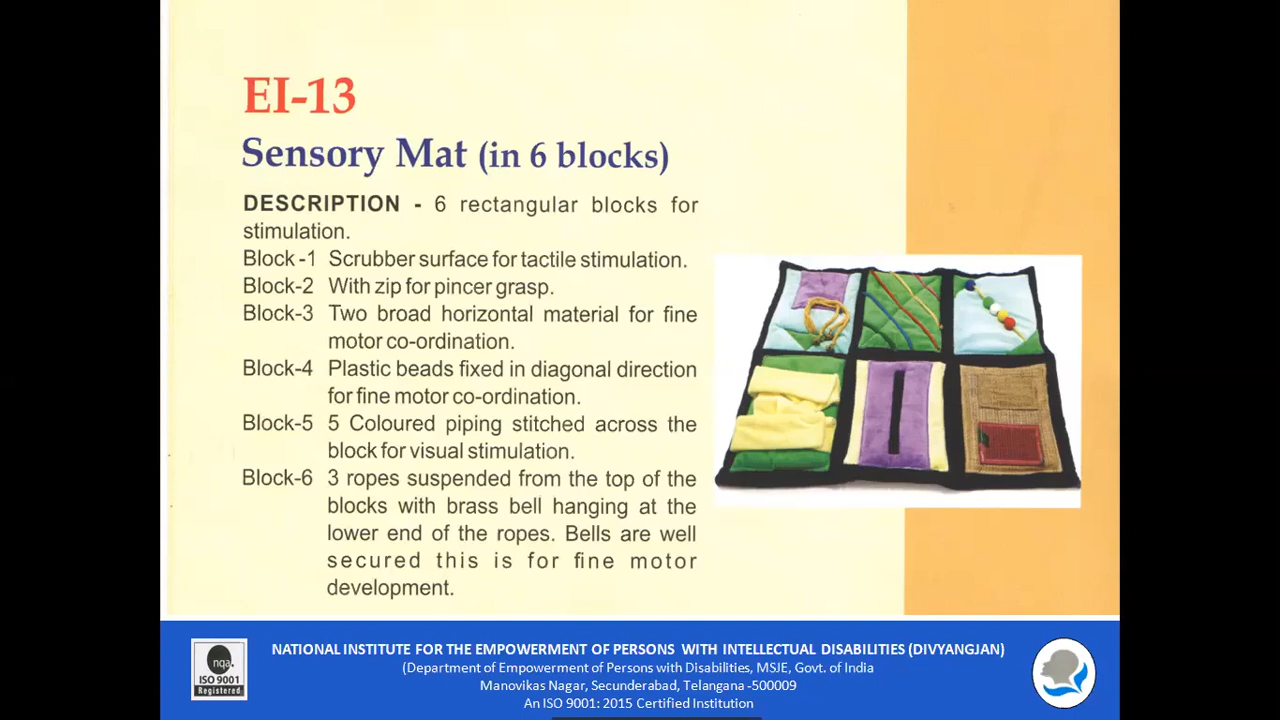 EI-13
Sensory Mat (in 6 blocks)
DESCRIPTION - 6 rectangular blocks for
stimulation.
Block -1 Scrubber surface for tactile stimulation.
Block-2 With zip for pincer grasp.
Block-3 Two broad horizontal material for fine
motor co-ordination.
Block-4 Plastic beads fixed in diagonal direction
for fine motor co-ordination.
Block-5 5 Coloured piping stitched across the
block for visual stimulation.
Block-6 3 ropes suspended from the top of the
blocks with brass bell hanging at the
lower end of the ropes. Bells are well
secured this is for fine motor
development.
NATIONAL INSTITUTE FOR THE EMPOWERMENT OF PERSONS WITH INTELLECTUAL DISABILITIES (DIVYANGJAN)
(Department of Empowerment of Persons with Disabilities, MSJE, Govt. of India
Manovikas Nagar, Secunderabad, Telangana -500009
An ISO 9001: 2015 Certified Institution
nqa.
ISO 9001
Registered